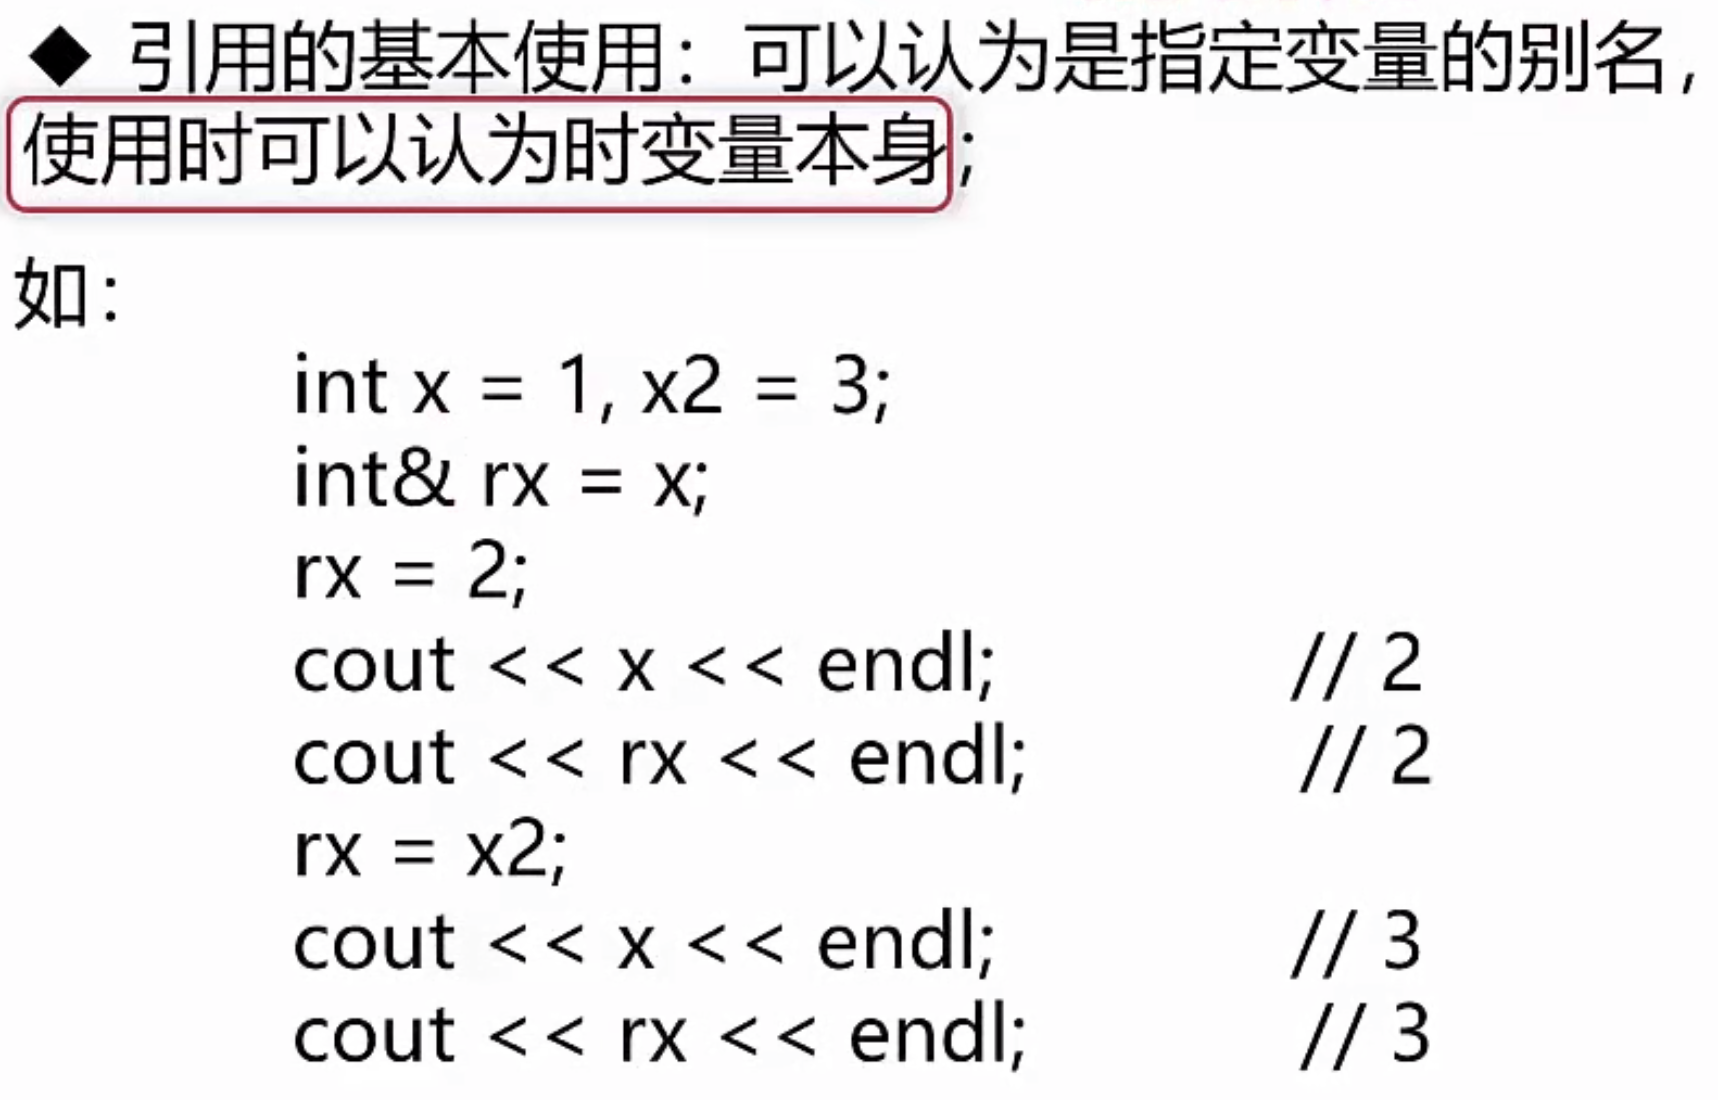 ◆ 引用的基本使用：可以认为是指定变量的别名，
使用时可以认为时变量本身；
如：
int x = 1, x2 = 3;
int& rx = x;
rx = 2;
cout << x << endl; // 2
cout << rx << endl; // 2
rx = x2;
cout << x << endl; // 3
cout << rx << endl; // 3